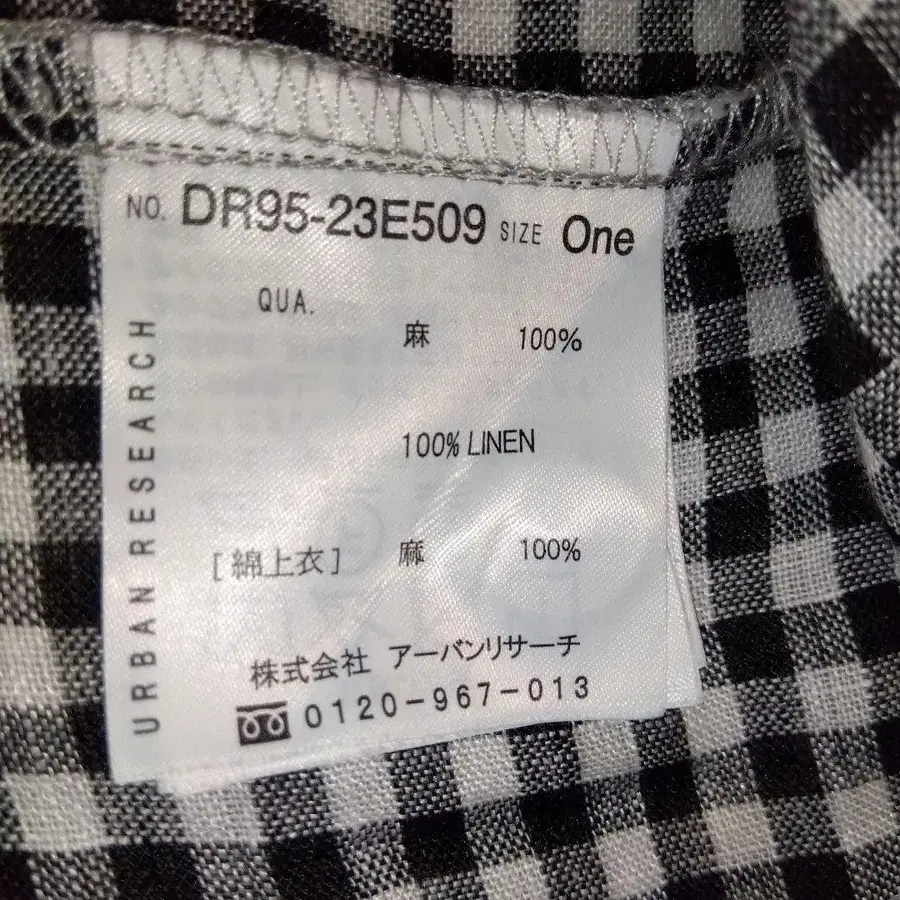 NO. DR95-23E509 SIZE One
QUA.
麻 100%
100% LINEN
[綿上衣] 麻 100%
株式会社 アーバンリサーチ
0120-967-013
URBAN RESEARCH